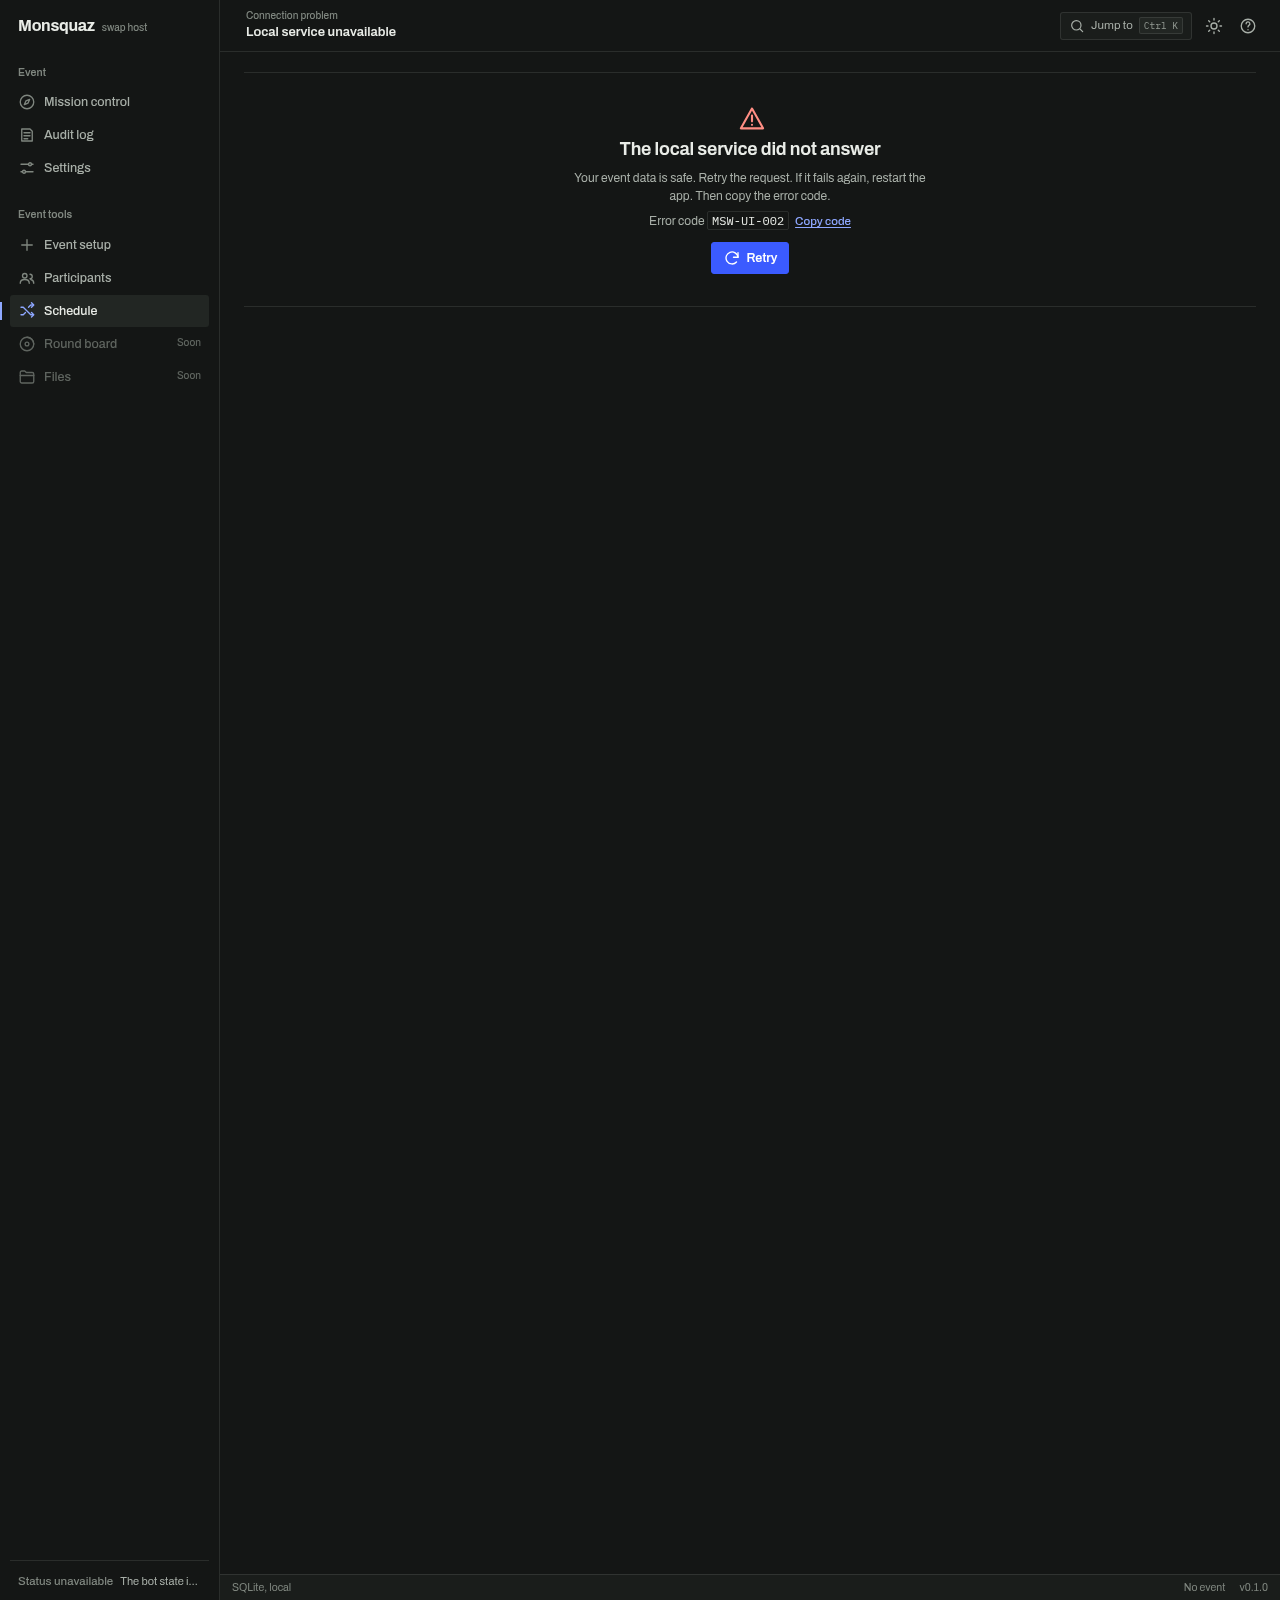 Monsquaz swap host
Event
Mission control
Audit log
Settings
Event tools
Event setup
Participants
Schedule
Round board Soon
Files Soon
Status unavailable The bot state i...
Connection problem
Local service unavailable
Jump to Ctrl K
The local service did not answer
Your event data is safe. Retry the request. If it fails again, restart the
app. Then copy the error code.
Error code MSW-UI-002 Copy code
Retry
SQLite, local
No event v0.1.0